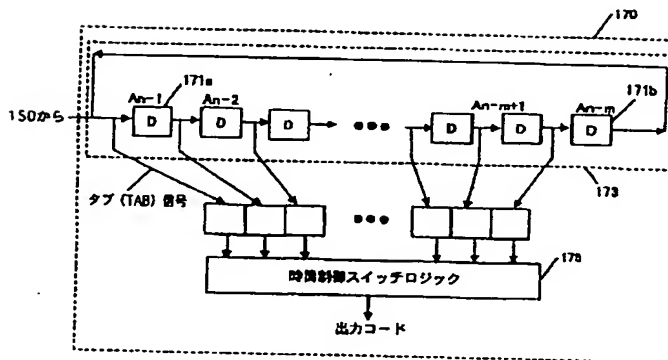 170
171a
171b
An-1
An-2
An-m+1
An-m
150から
D
D
D
•••
D
D
D
173
タブ(TAB)信号
•••
175
時間制御スイッチロジック
出力コード